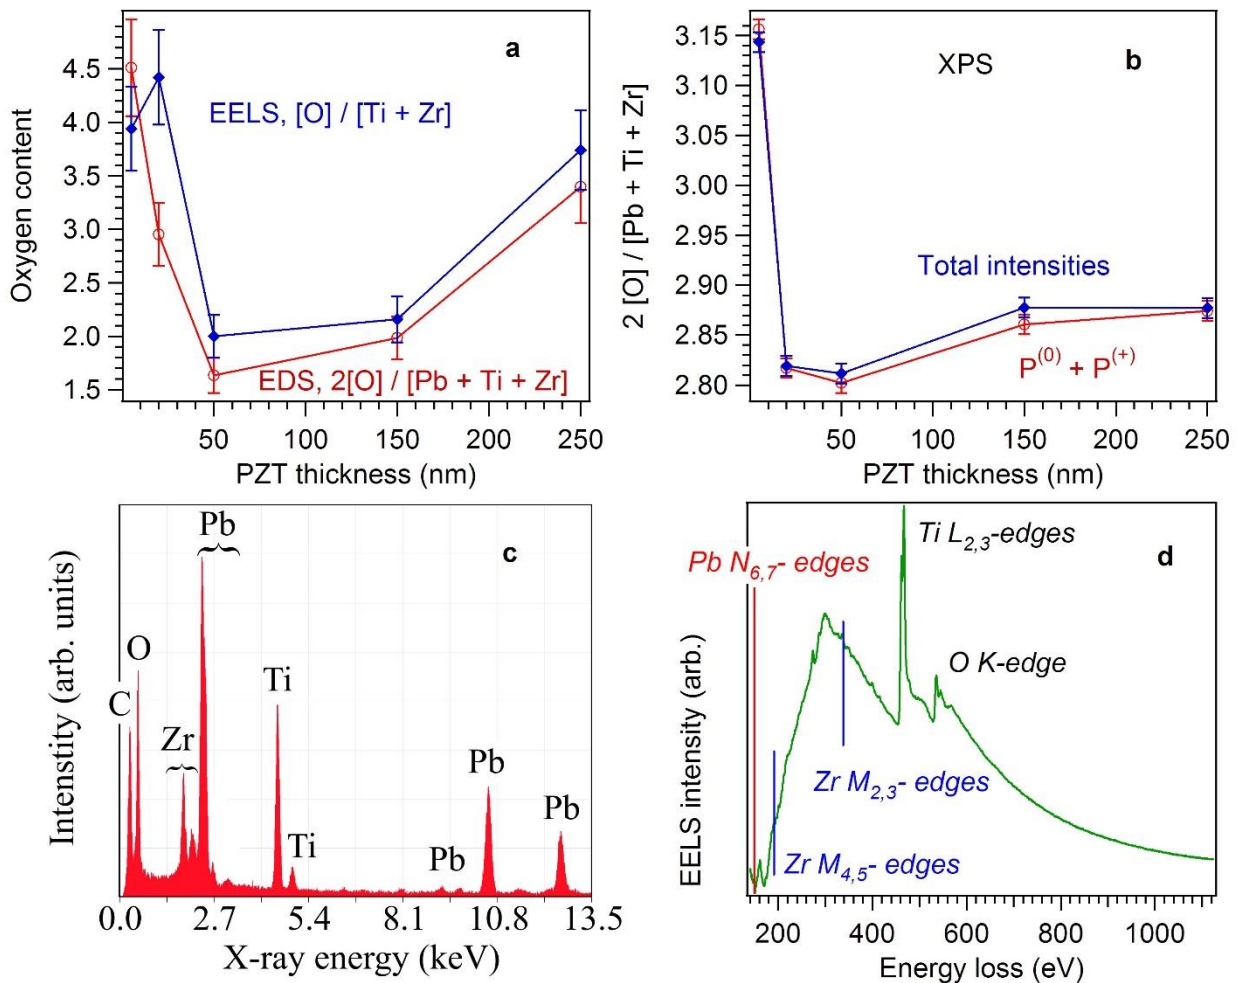 a
4.5
4.0
3.5
3.0
2.5
2.0
1.5
Oxygen content
EELS, [O] / [Ti + Zr]
EDS, 2[O] / [Pb + Ti + Zr]
50 100 150 200 250
PZT thickness (nm)
b
XPS
3.15
3.10
3.05
3.00
2.95
2.90
2.85
2.80
2 [O] / [Pb + Ti + Zr]
Total intensities
P(0) + P(+)
50 100 150 200 250
PZT thickness (nm)
c
Pb
O
C
Zr
Ti
Ti
Pb
Pb
Pb
Intenstity (arb. units)
0.0 2.7 5.4 8.1 10.8 13.5
X-ray energy (keV)
d
Ti L2,3-edges
Pb N6,7- edges
O K-edge
Zr M2,3- edges
Zr M4,5- edges
EELS intensity (arb.)
200 400 600 800 1000
Energy loss (eV)